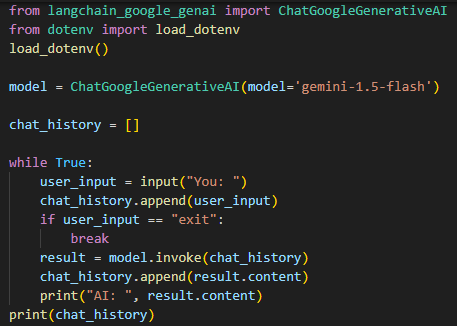 from langchain_google_genai import ChatGoogleGenerativeAI
from dotenv import load_dotenv
load_dotenv()

model = ChatGoogleGenerativeAI(model='gemini-1.5-flash')

chat_history = []

while True:
    user_input = input("You: ")
    chat_history.append(user_input)
    if user_input == "exit":
        break
    result = model.invoke(chat_history)
    chat_history.append(result.content)
    print("AI: ", result.content)
print(chat_history)